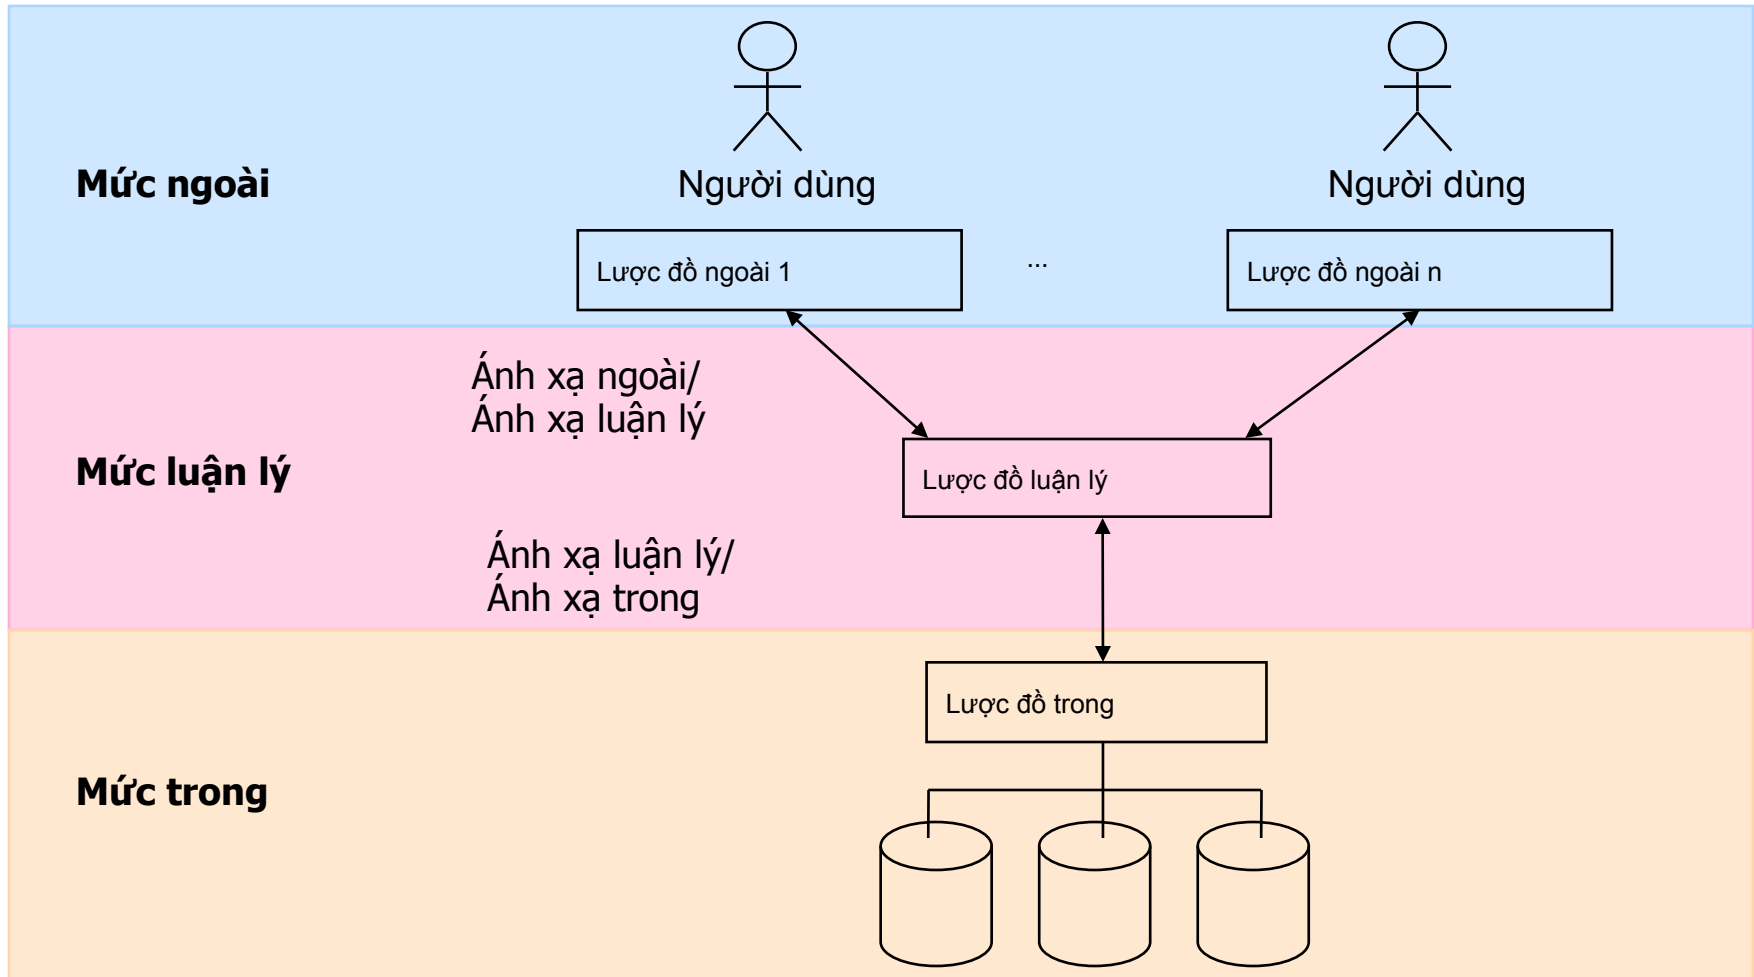 Mức ngoài
Người dùng
Người dùng
Lược đồ ngoài 1
...
Lược đồ ngoài n
Ánh xạ ngoài/
Ánh xạ luận lý
Mức luận lý
Lược đồ luận lý
Ánh xạ luận lý/
Ánh xạ trong
Lược đồ trong
Mức trong